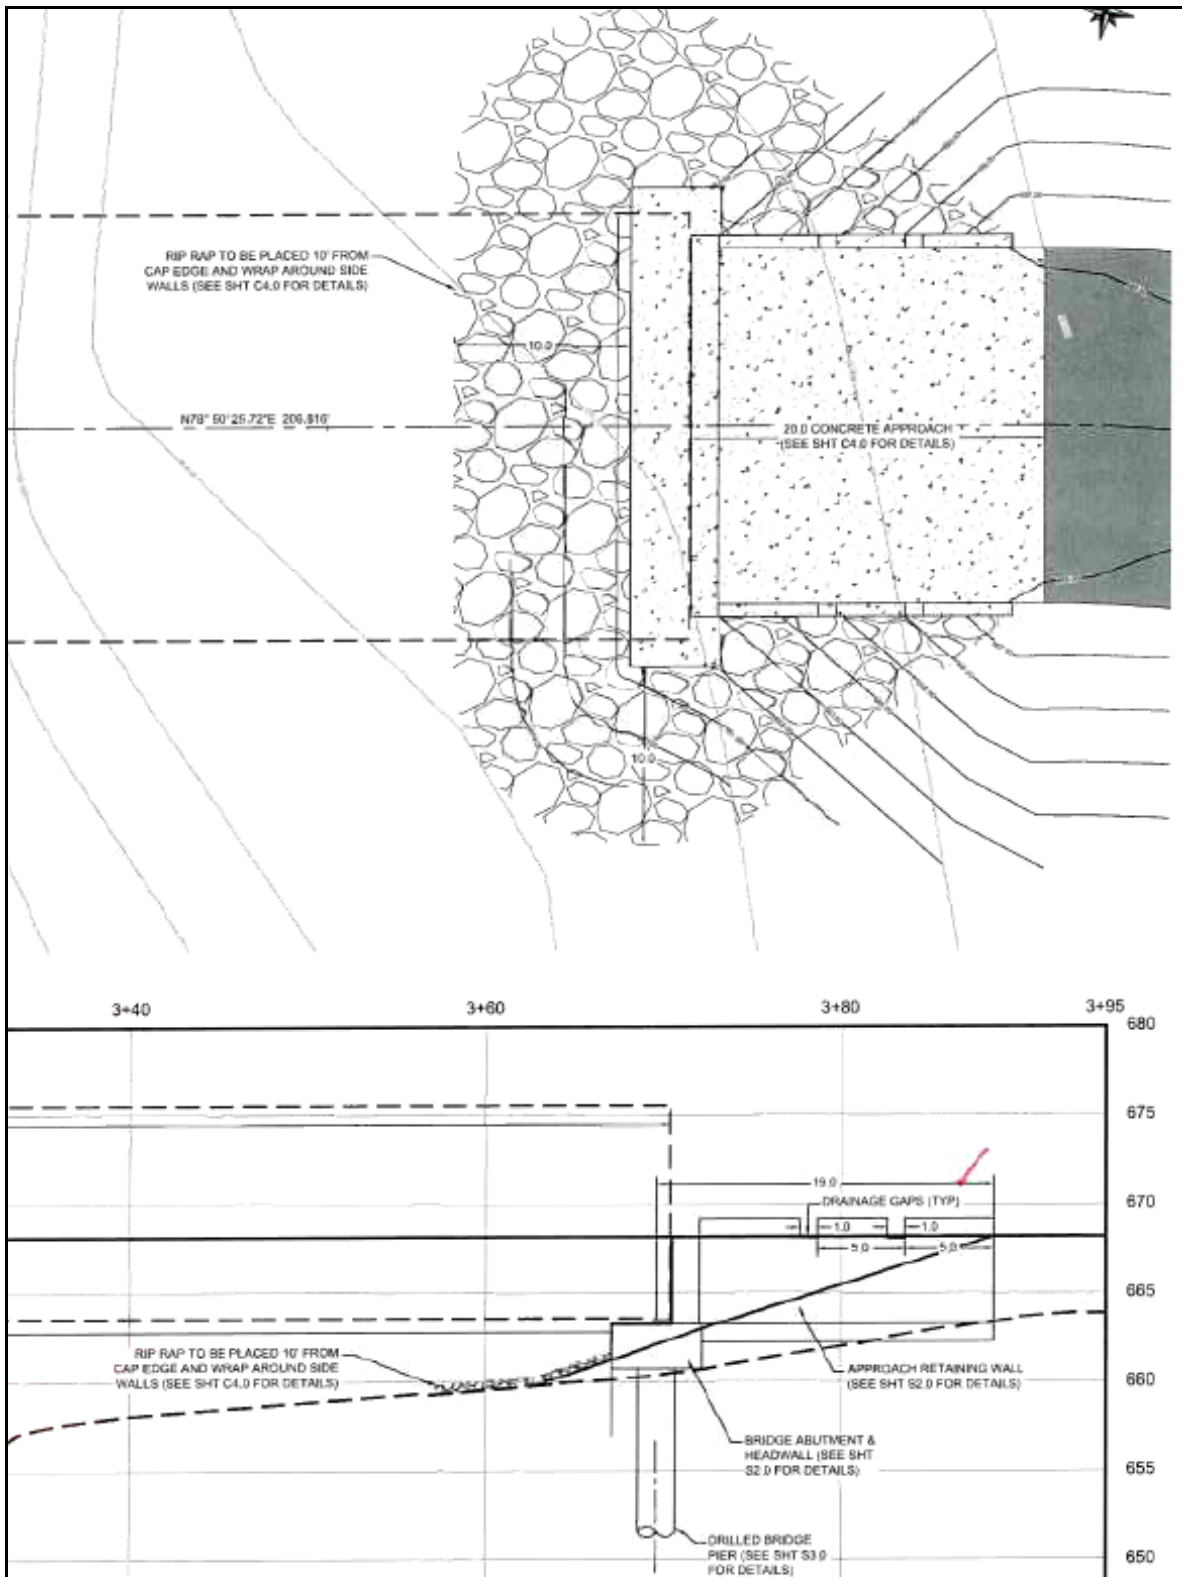 RIP RAP TO BE PLACED 10' FROM
CAP EDGE AND WRAP AROUND SIDE
WALLS (SEE SHT C4.0 FOR DETAILS)
10.0
N78° 50' 25.72"E 206.816'
20.0 CONCRETE APPROACH
(SEE SHT C4.0 FOR DETAILS)
10.0
3+40 3+60 3+80 3+95
680
675
670
665
660
655
650
19.0
DRAINAGE GAPS (TYP)
1.0 1.0
5.0 5.0
RIP RAP TO BE PLACED 10' FROM
CAP EDGE AND WRAP AROUND SIDE
WALLS (SEE SHT C4.0 FOR DETAILS)
APPROACH RETAINING WALL
(SEE SHT S2.0 FOR DETAILS)
BRIDGE ABUTMENT &
HEADWALL (SEE SHT
S2.0 FOR DETAILS)
DRILLED BRIDGE
PIER (SEE SHT S3.0
FOR DETAILS)